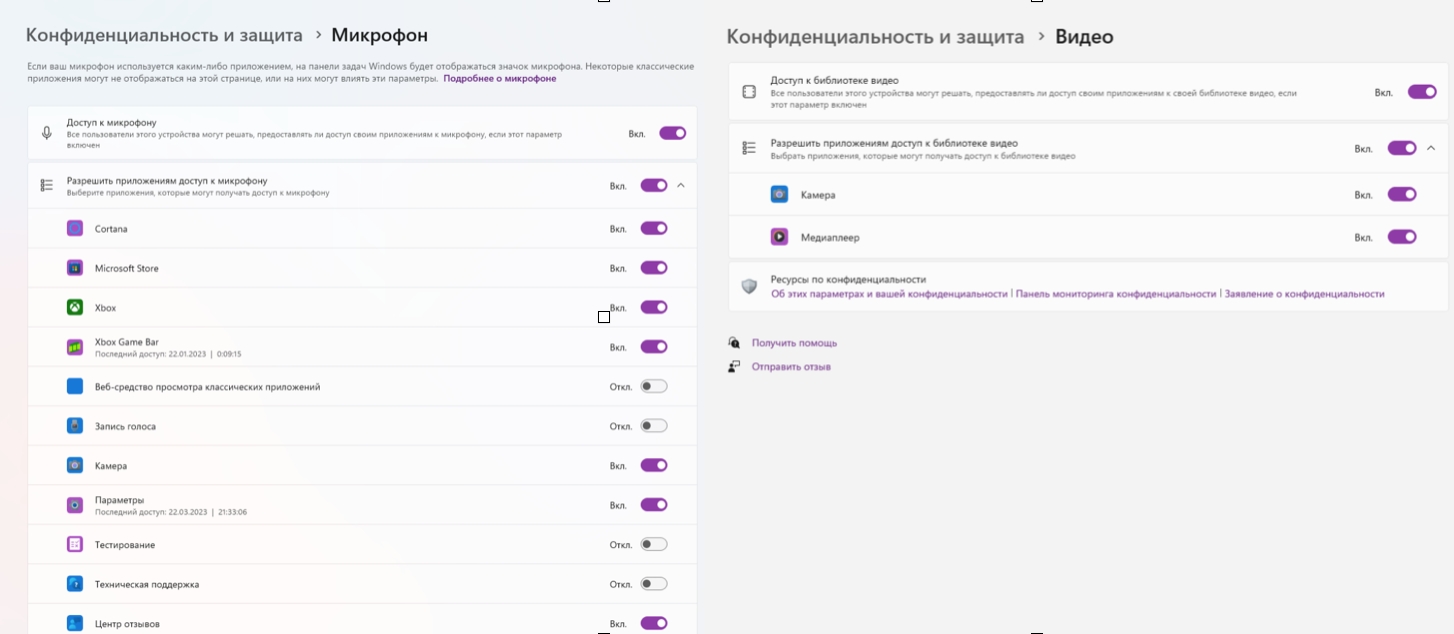 Конфиденциальность и защита › Микрофон
Если ваш микрофон используется каким-либо приложением, на панели задач Windows будет отображаться значок микрофона. Некоторые классические
приложения могут не отображаться на этой странице, или на них могут влиять эти параметры. Подробнее о микрофоне
Доступ к микрофону
Все пользователи этого устройства могут решать, предоставлять ли доступ своим приложениям к микрофону, если этот параметр
включен
Вкл.
Разрешить приложениям доступ к микрофону
Выберите приложения, которые могут получать доступ к микрофону
Вкл.
Cortana
Вкл.
Microsoft Store
Вкл.
Xbox
Вкл.
Xbox Game Bar
Последний доступ: 22.01.2023 | 0:09:15
Вкл.
Веб-средство просмотра классических приложений
Откл.
Запись голоса
Откл.
Камера
Вкл.
Параметры
Последний доступ: 22.03.2023 | 21:33:06
Вкл.
Тестирование
Откл.
Техническая поддержка
Откл.
Центр отзывов
Вкл.
Конфиденциальность и защита › Видео
Доступ к библиотеке видео
Все пользователи этого устройства могут решать, предоставлять ли доступ своим приложениям к своей библиотеке видео, если
этот параметр включен
Вкл.
Разрешить приложениям доступ к библиотеке видео
Выбрать приложения, которые могут получать доступ к библиотеке видео
Вкл.
Камера
Вкл.
Медиаплеер
Вкл.
Ресурсы по конфиденциальности
Об этих параметрах и вашей конфиденциальности | Панель мониторинга конфиденциальности | Заявление о конфиденциальности
Получить помощь
Отправить отзыв